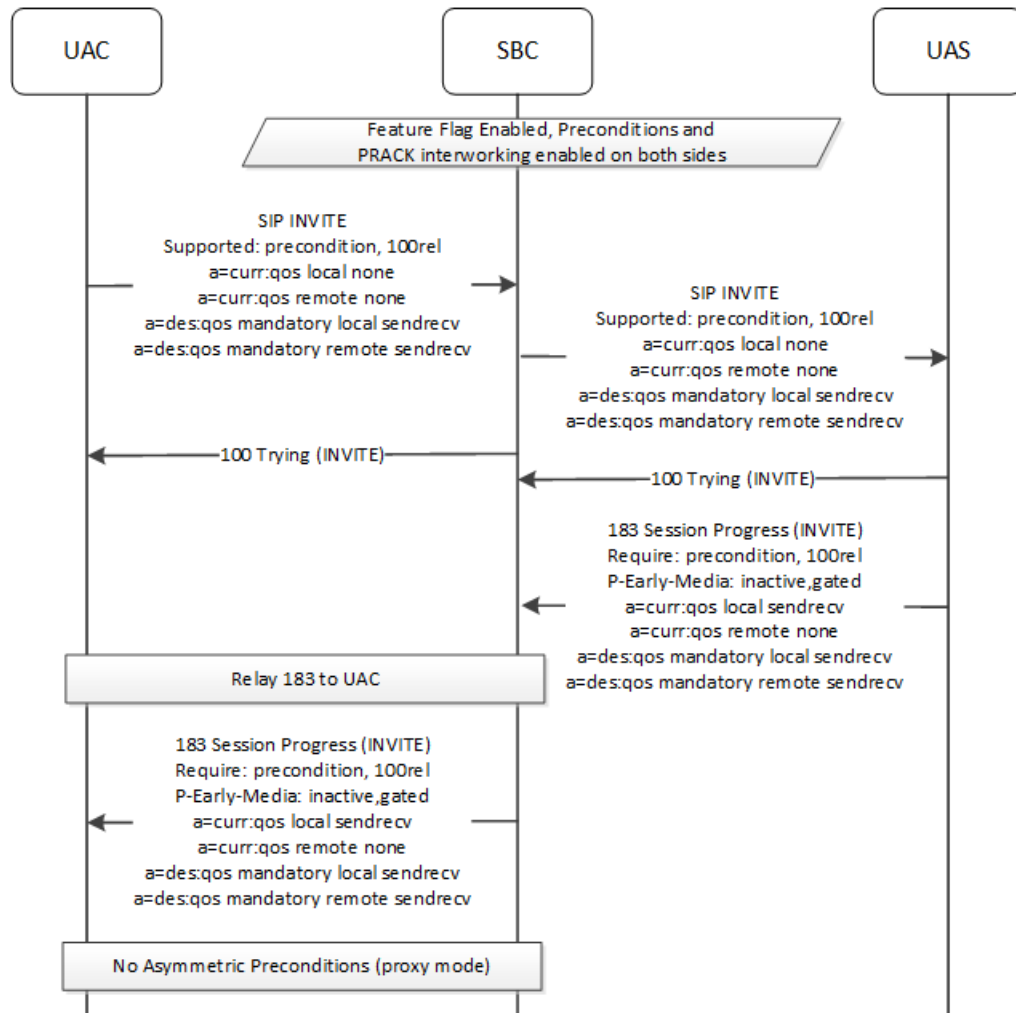 UAC
SBC
UAS
Feature Flag Enabled, Preconditions and
PRACK interworking enabled on both sides
SIP INVITE
Supported: precondition, 100rel
a=curr:qos local none
a=curr:qos remote none
a=des:qos mandatory local sendrecv
a=des:qos mandatory remote sendrecv
SIP INVITE
Supported: precondition, 100rel
a=curr:qos local none
a=curr:qos remote none
a=des:qos mandatory local sendrecv
a=des:qos mandatory remote sendrecv
100 Trying (INVITE)
100 Trying (INVITE)
183 Session Progress (INVITE)
Require: precondition, 100rel
P-Early-Media: inactive,gated
a=curr:qos local sendrecv
a=curr:qos remote none
a=des:qos mandatory local sendrecv
a=des:qos mandatory remote sendrecv
Relay 183 to UAC
183 Session Progress (INVITE)
Require: precondition, 100rel
P-Early-Media: inactive,gated
a=curr:qos local sendrecv
a=curr:qos remote none
a=des:qos mandatory local sendrecv
a=des:qos mandatory remote sendrecv
No Asymmetric Preconditions (proxy mode)